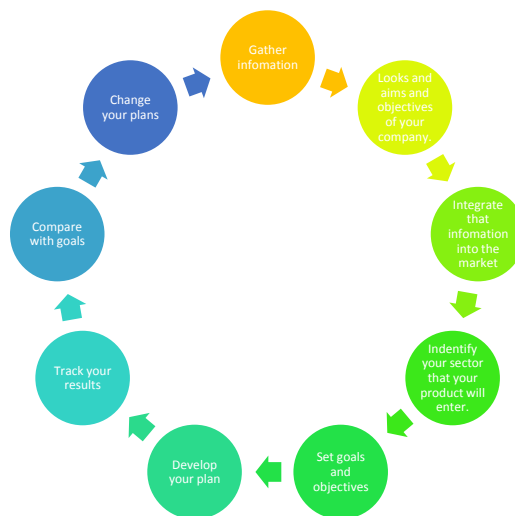 Gather
infomation
Looks and
aims and
objectives
of your
company.
Integrate
that
infomation
into the
market
Indentify
your sector
that your
product will
enter.
Set goals
and
objectives
Develop
your plan
Track your
results
Compare
with goals
Change
your plans